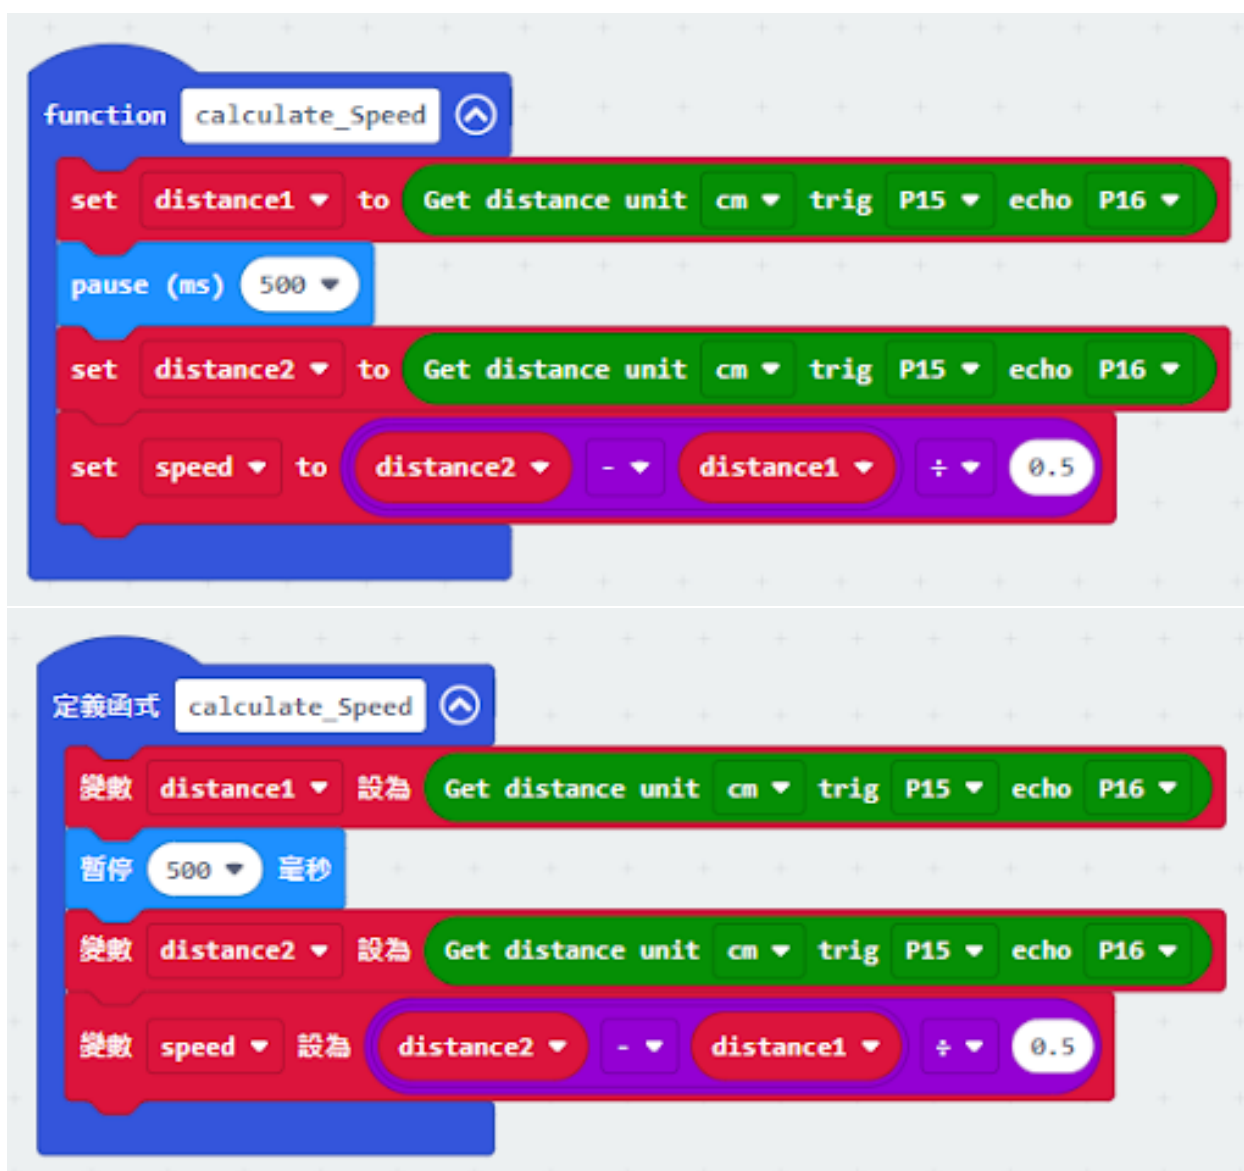 function calculate_Speed
set distance1 to Get distance unit cm trig P15 echo P16
pause (ms) 500
set distance2 to Get distance unit cm trig P15 echo P16
set speed to distance2 - distance1 ÷ 0.5
定義函式 calculate_Speed
變數 distance1 設為 Get distance unit cm trig P15 echo P16
暫停 500 毫秒
變數 distance2 設為 Get distance unit cm trig P15 echo P16
變數 speed 設為 distance2 - distance1 ÷ 0.5